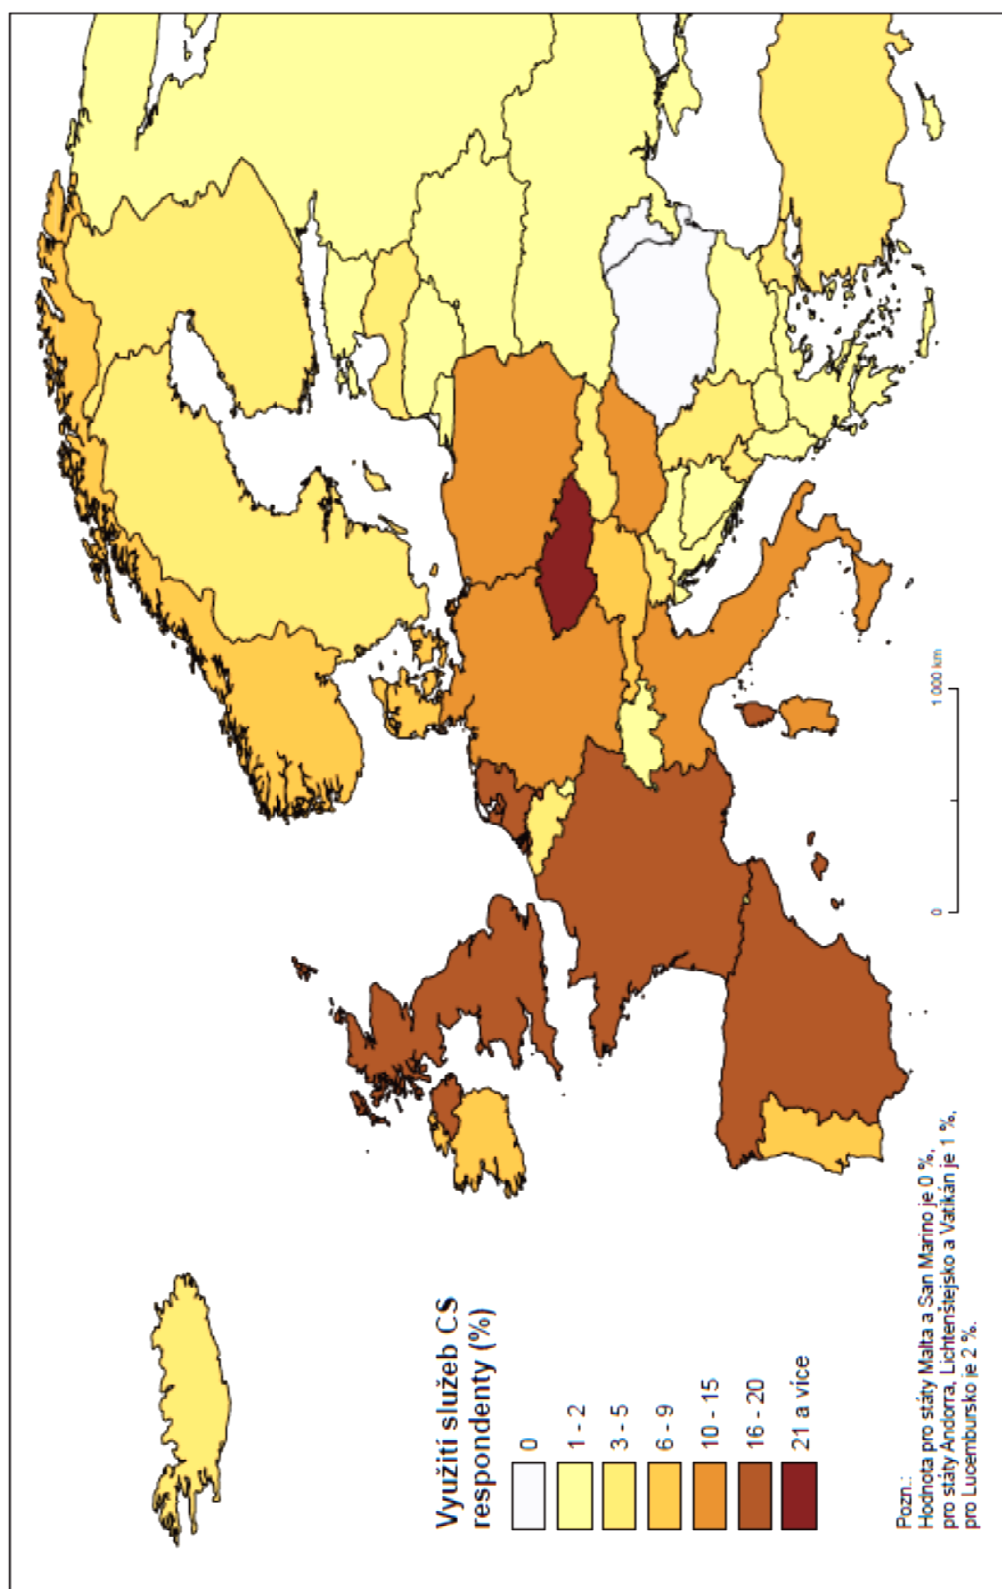 Využití služeb CS
respondenty (%)
0
1 - 2
3 - 5
6 - 9
10 - 15
16 - 20
21 a více
Pozn.:
Hodnota pro státy Malta a San Marino je 0 %,
pro státy Andorra, Lichtenštejsko a Vatikán je 1 %,
pro Lucembursko je 2 %.
0
1 000 km